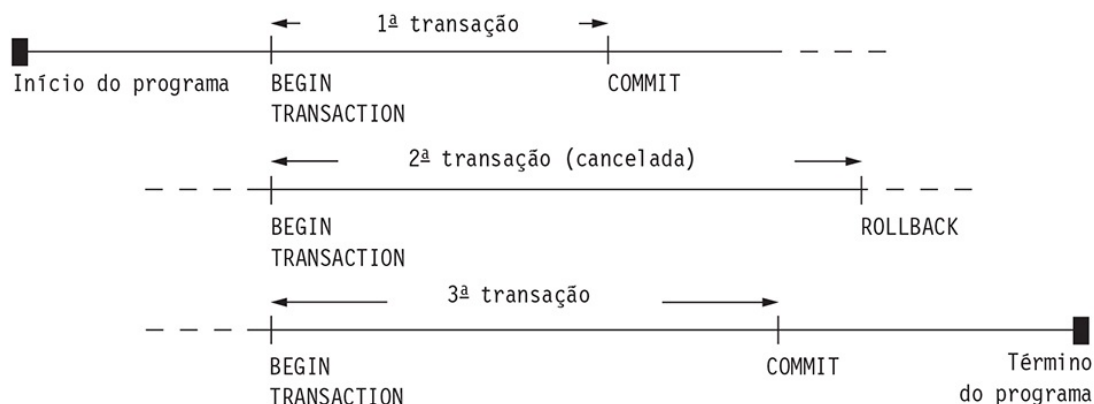 1ª transação
Início do programa BEGIN TRANSACTION COMMIT
2ª transação (cancelada)
BEGIN TRANSACTION ROLLBACK
3ª transação
BEGIN TRANSACTION COMMIT Término do programa